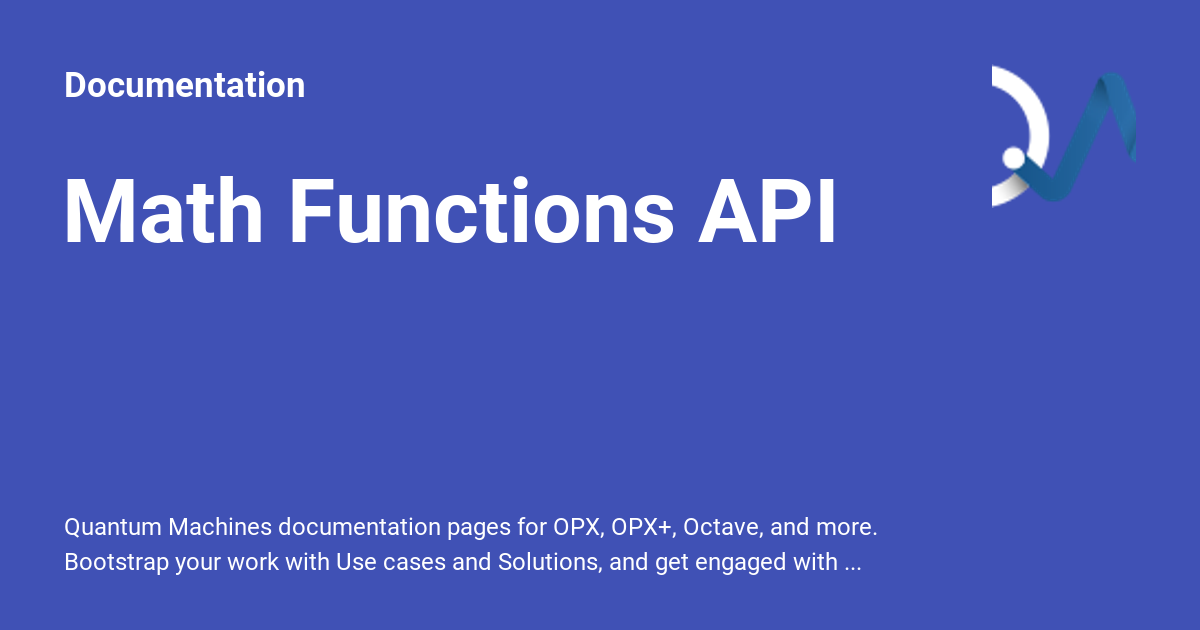 Documentation
Math Functions API
Quantum Machines documentation pages for OPX, OPX+, Octave, and more.
Bootstrap your work with Use cases and Solutions, and get engaged with ...